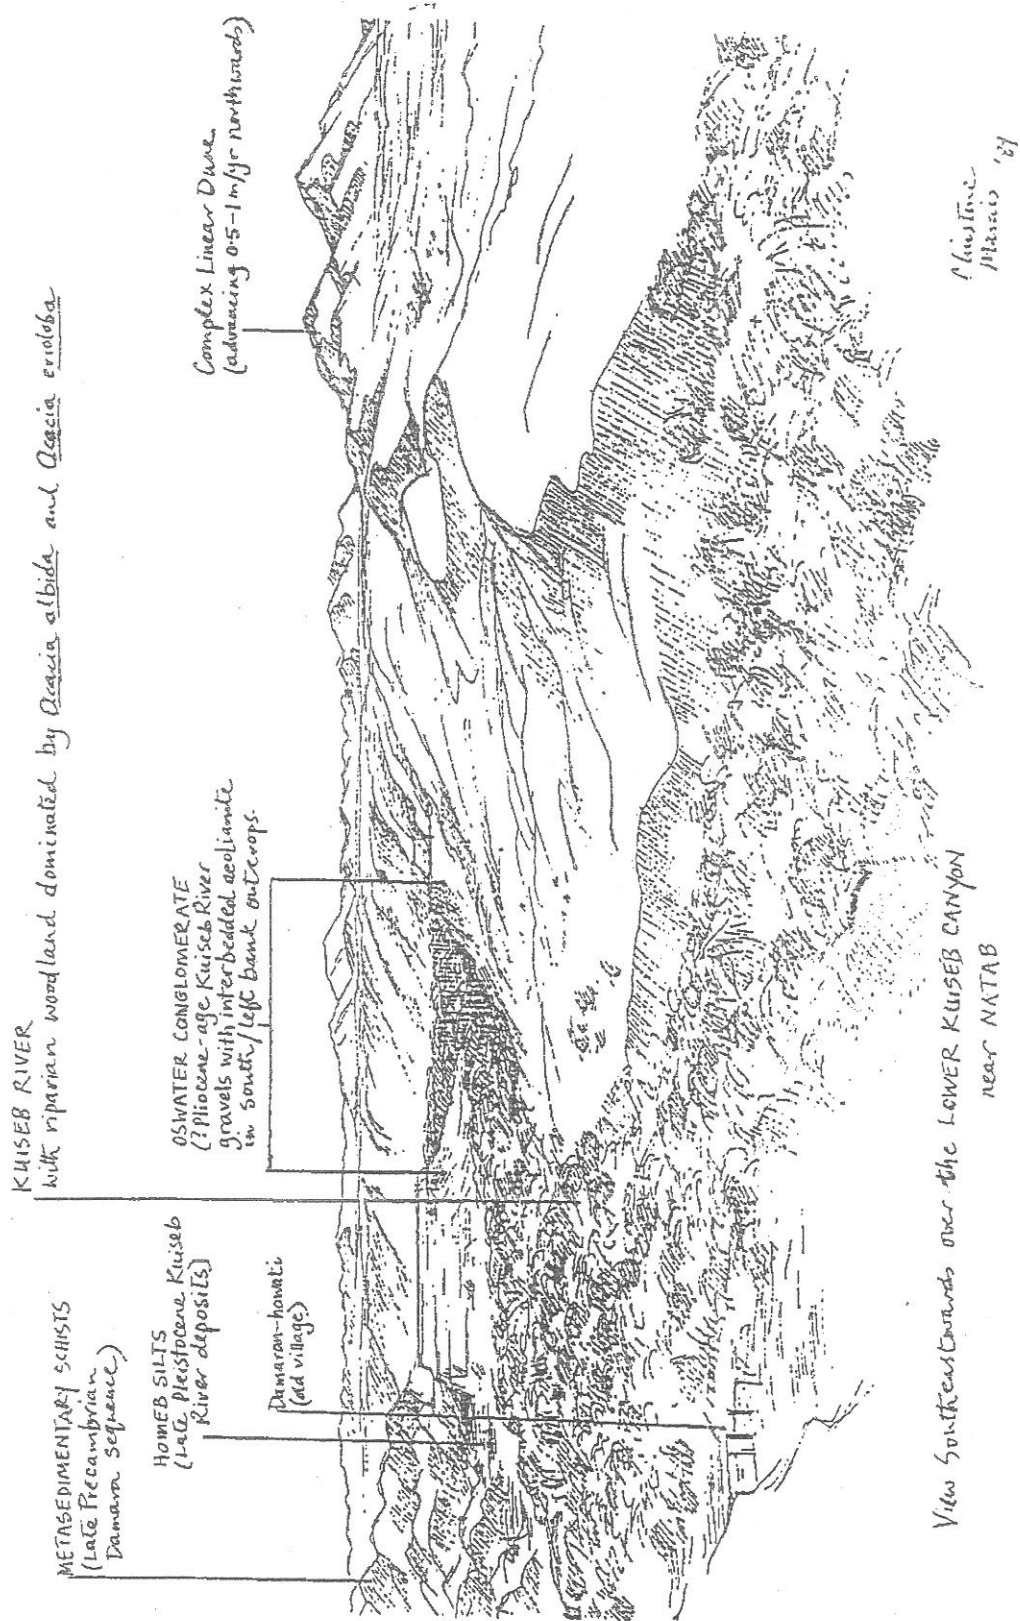 KUISEB RIVER
with riparian woodland dominated by Acacia albida and Acacia erioloba
METASEDIMENTARY SCHISTS
(Late Precambrian
Damara Sequence)
HOMEB SILTS
(Late Pleistocene Kuiseb
River deposits)
Damaran-howati
(old village)
OSWATER CONGLOMERATE
(?Pliocene-age Kuiseb River
gravels with interbedded aeolianite
in south/left bank outcrops.
Complex Linear Dune
(advancing 0.5-1 m/yr northwards)
View Southeastwards over the LOWER KUISEB CANYON
near NATAB
Christine
Marais '89